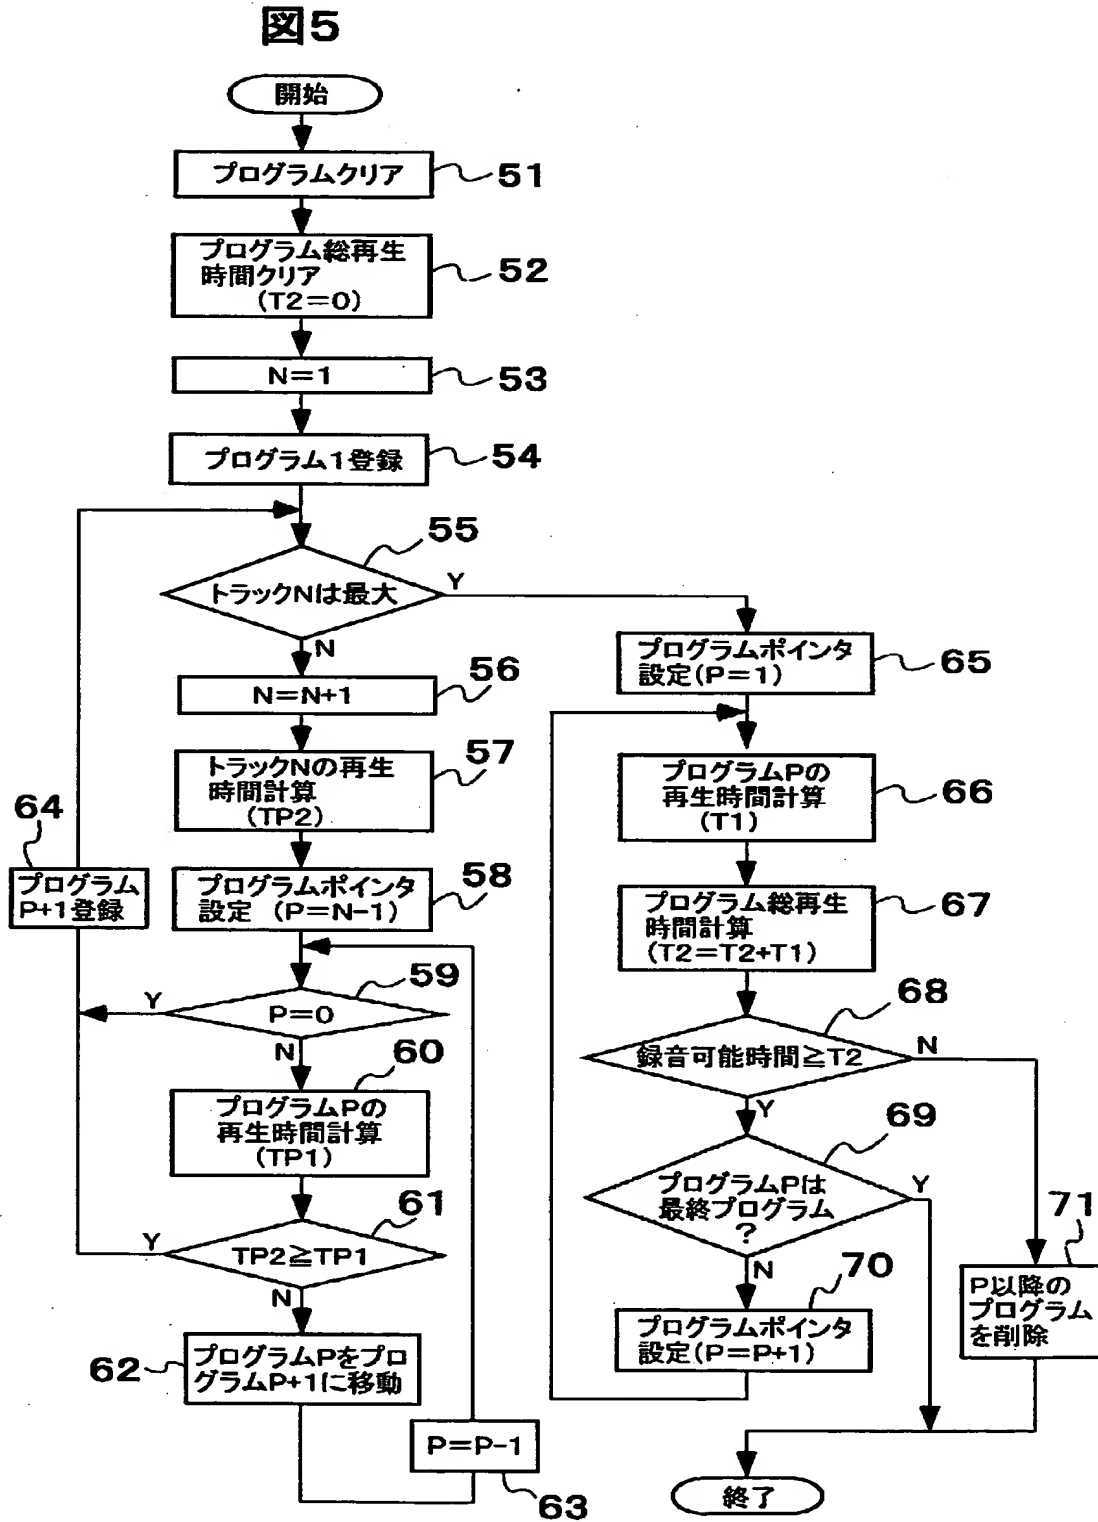 図5
開始
プログラムクリア
51
プログラム総再生
時間クリア
(T2=0)
52
N=1
53
プログラム1登録
54
55
トラックNは最大
Y
N
56
N=N+1
57
トラックNの再生
時間計算
(TP2)
58
プログラムポインタ
設定 (P=N-1)
64
プログラム
P+1登録
59
P=0
Y
N
60
プログラムPの
再生時間計算
(TP1)
61
TP2≧TP1
Y
N
62
プログラムPをプロ
グラムP+1に移動
P=P-1
63
プログラムポインタ
設定(P=1)
65
プログラムPの
再生時間計算
(T1)
66
プログラム総再生
時間計算
(T2=T2+T1)
67
68
録音可能時間≧T2
N
Y
69
プログラムPは
最終プログラム
?
Y
N
70
プログラムポインタ
設定(P=P+1)
71
P以降の
プログラム
を削除
終了